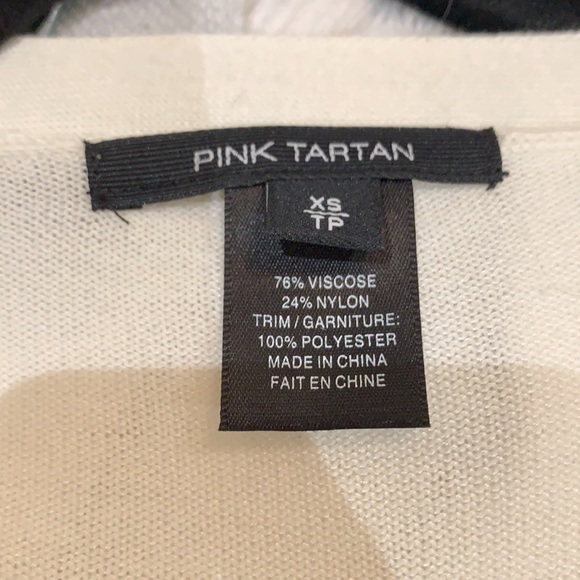 PINK TARTAN
XS
TP
76% VISCOSE
24% NYLON
TRIM / GARNITURE:
100% POLYESTER
MADE IN CHINA
FAIT EN CHINE